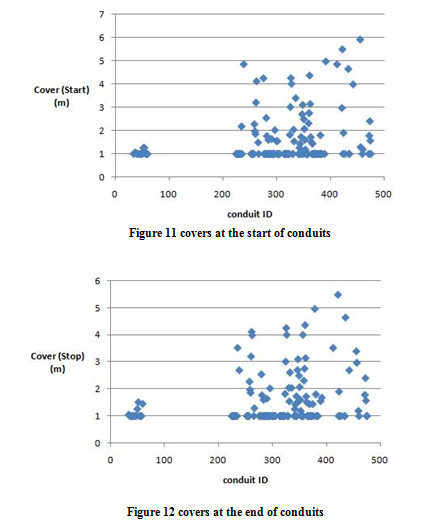 7
6
5
4
3
2
1
0
Cover (Start)
(m)
0 100 200 300 400 500
conduit ID
Figure 11 covers at the start of conduits
6
5
4
3
2
1
0
Cover (Stop)
(m)
0 100 200 300 400 500
conduit ID
Figure 12 covers at the end of conduits